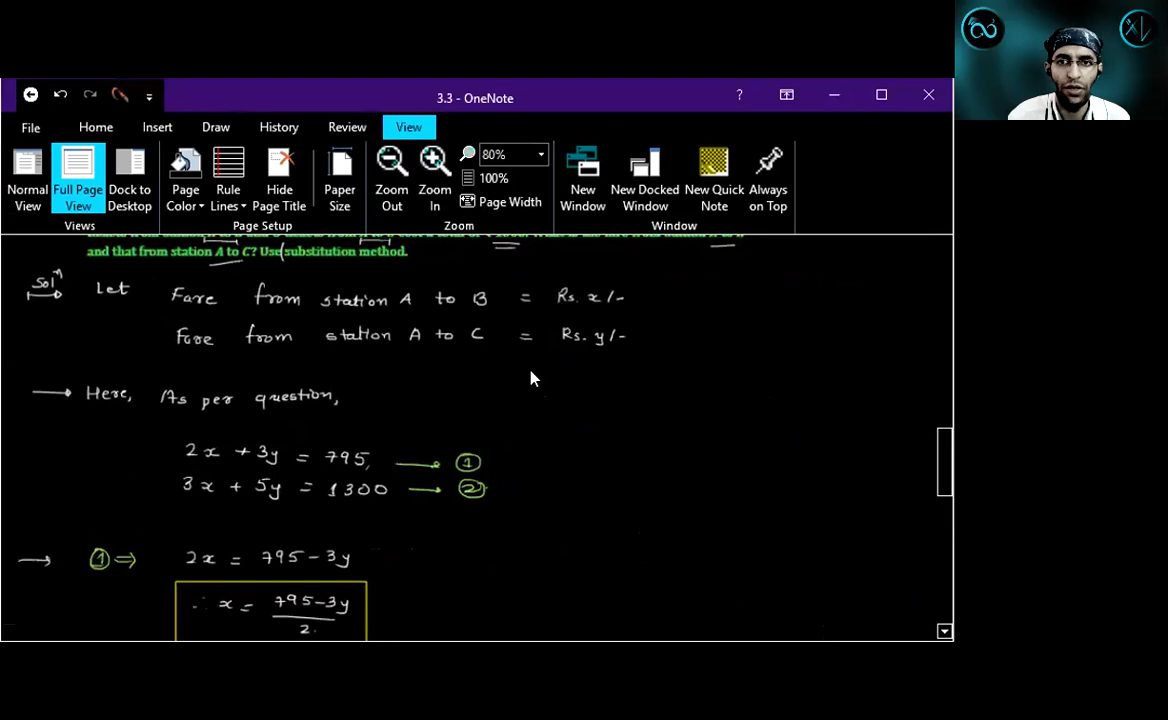 3.3 - OneNote
?
File Home Insert Draw History Review View
Normal View
Full Page View
Dock to Desktop
Page Color
Rule Lines
Hide Page Title
Paper Size
Zoom Out
Zoom In
80%
100%
Page Width
New Window
New Docked Window
New Quick Note
Always on Top
Views
Page Setup
Zoom
Window
and that from station A to C? Use substitution method.
Solⁿ Let Fare from station A to B = Rs. x/-
Fare from station A to C = Rs. y/-
→ Here, As per question,
2x + 3y = 795, → ①
3x + 5y = 1300 → ②
→ ① ⇒ 2x = 795 - 3y
∴ x = 795-3y
2